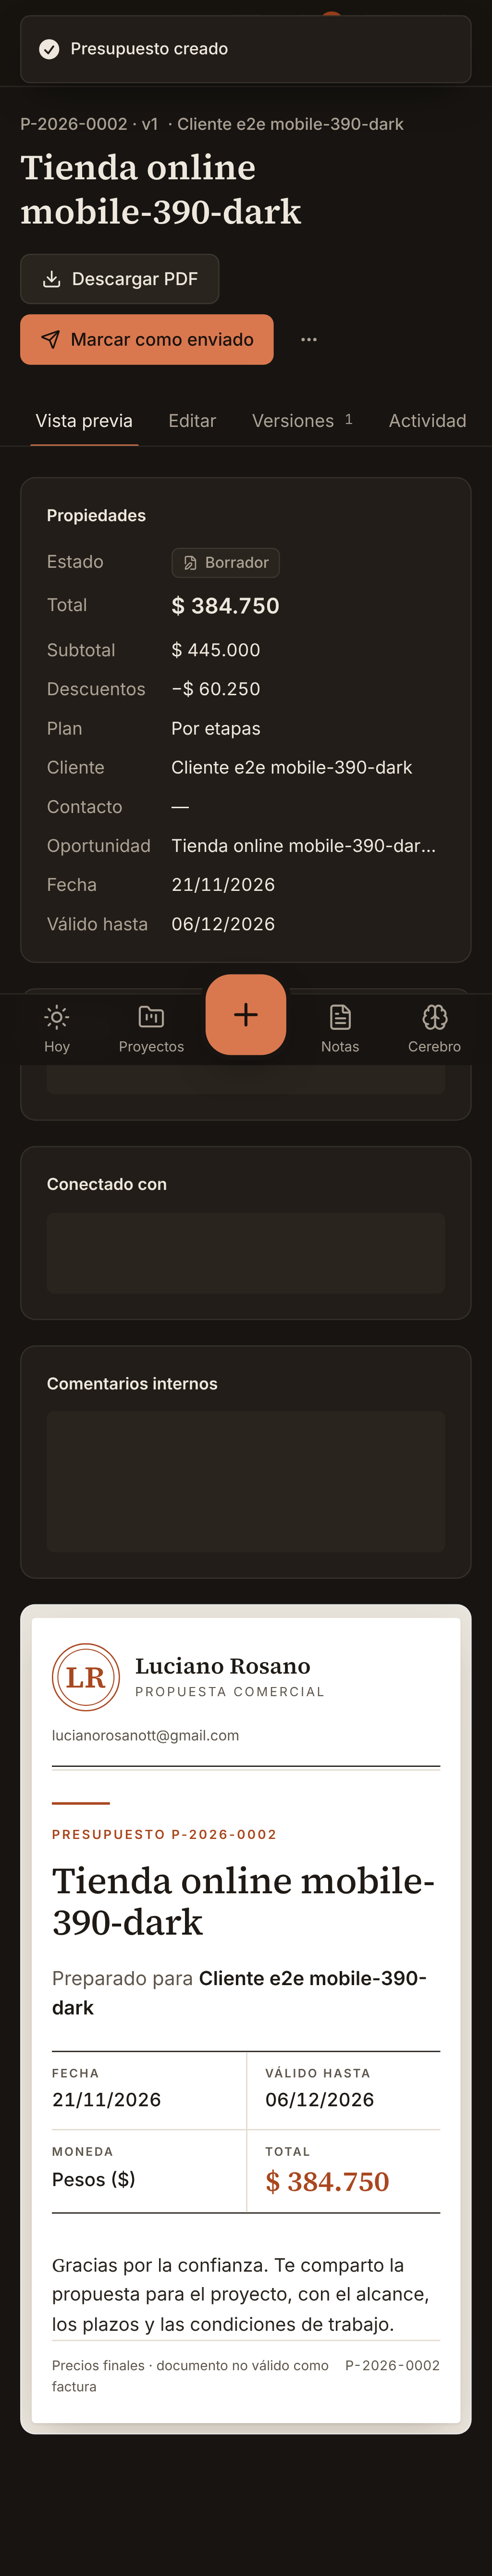 Presupuesto creado
P-2026-0002 · v1 · Cliente e2e mobile-390-dark
Tienda online
mobile-390-dark
Descargar PDF
Marcar como enviado
Vista previa
Editar
Versiones 1
Actividad
Propiedades
Estado Borrador
Total $ 384.750
Subtotal $ 445.000
Descuentos −$ 60.250
Plan Por etapas
Cliente Cliente e2e mobile-390-dark
Contacto —
Oportunidad Tienda online mobile-390-dar...
Fecha 21/11/2026
Válido hasta 06/12/2026
Hoy
Proyectos
Notas
Cerebro
Conectado con
Comentarios internos
LR
Luciano Rosano
PROPUESTA COMERCIAL
lucianorosanott@gmail.com
PRESUPUESTO P-2026-0002
Tienda online mobile-
390-dark
Preparado para Cliente e2e mobile-390-
dark
FECHA
21/11/2026
VÁLIDO HASTA
06/12/2026
MONEDA
Pesos ($)
TOTAL
$ 384.750
Gracias por la confianza. Te comparto la
propuesta para el proyecto, con el alcance,
los plazos y las condiciones de trabajo.
Precios finales · documento no válido como
factura
P-2026-0002